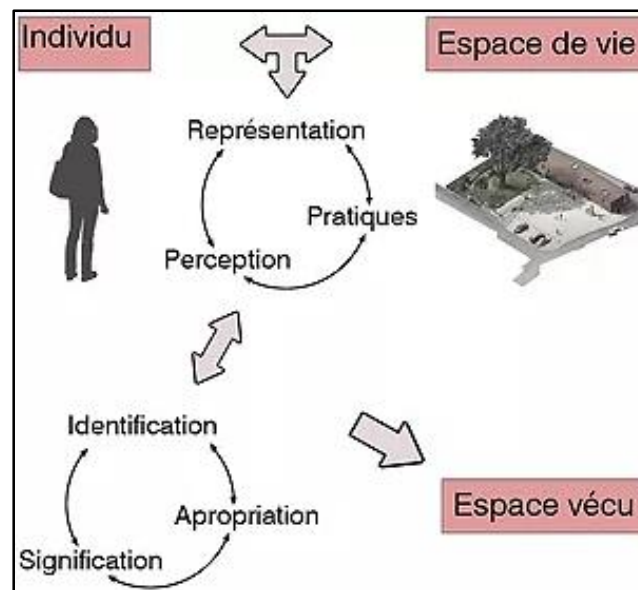 Individu
Espace de vie
Représentation
Pratiques
Perception
Identification
Apropriation
Signification
Espace vécu